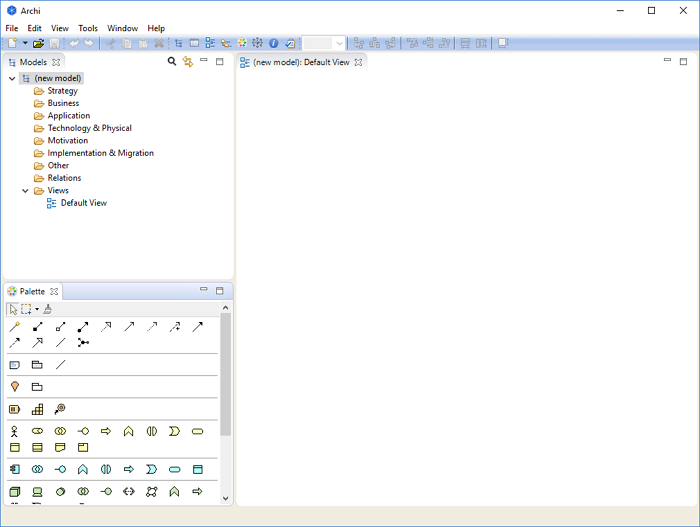 Archi
File Edit View Tools Window Help
Models
(new model)
Strategy
Business
Application
Technology & Physical
Motivation
Implementation & Migration
Other
Relations
Views
Default View
(new model): Default View
Palette